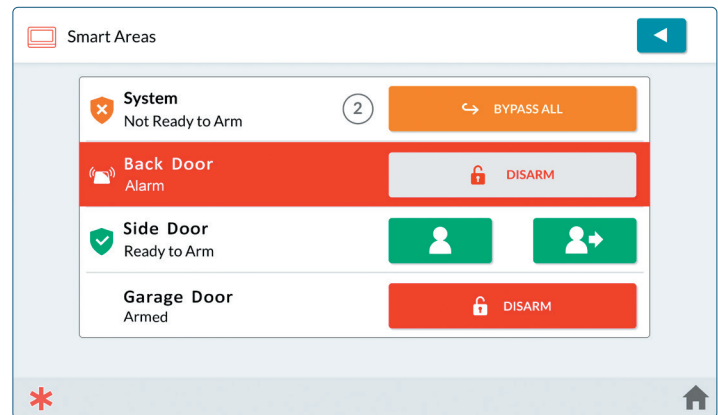 Smart Areas
System
Not Ready to Arm
2
BYPASS ALL
Back Door
Alarm
DISARM
Side Door
Ready to Arm
Garage Door
Armed
DISARM